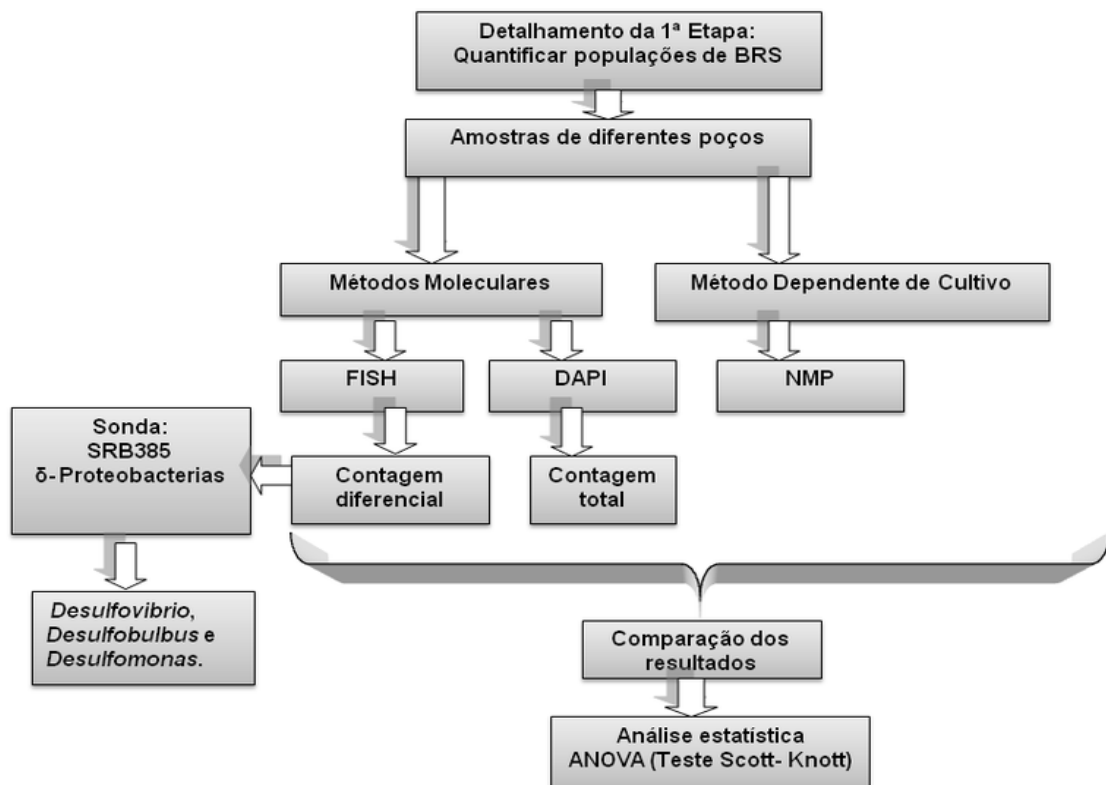 Detalhamento da 1ª Etapa:
Quantificar populações de BRS
Amostras de diferentes poços
Métodos Moleculares
Método Dependente de Cultivo
FISH
DAPI
NMP
Sonda:
SRB385
δ- Proteobacterias
Contagem
diferencial
Contagem
total
Desulfovibrio,
Desulfobulbus e
Desulfomonas.
Comparação dos
resultados
Análise estatística
ANOVA (Teste Scott- Knott)